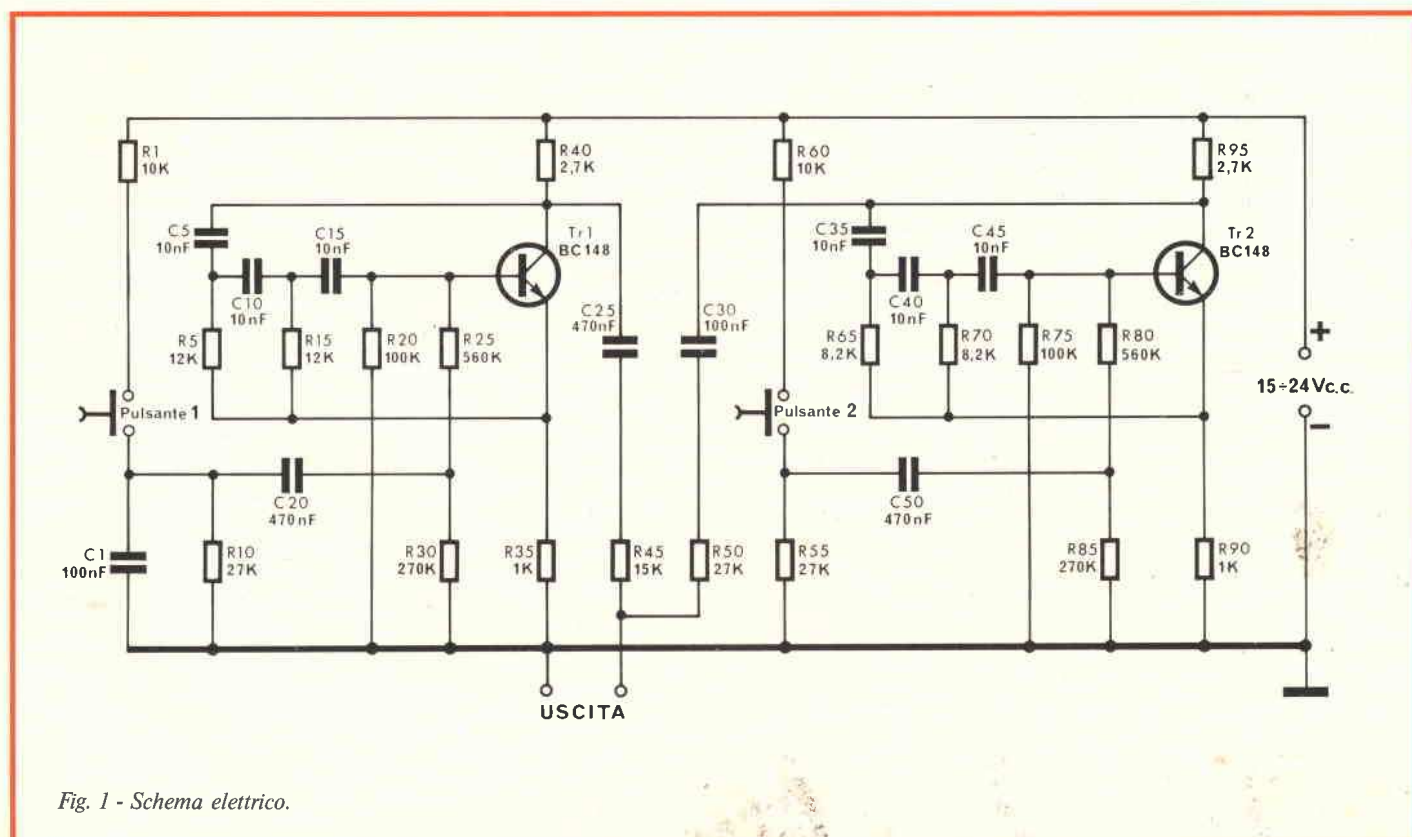 R1
10K
R40
2,7K
R60
10K
R95
2,7K
C5
10nF
C15
10nF
Tr1
BC148
C35
10nF
C45
10nF
Tr2
BC148
C10
10nF
C25
470nF
C30
100nF
C40
10nF
R5
12K
R15
12K
R20
100K
R25
560K
R65
8,2K
R70
8,2K
R75
100K
R80
560K
+
15÷24Vc.c.
−
Pulsante 1
Pulsante 2
C20
470nF
C50
470nF
C1
100nF
R10
27K
R30
270K
R35
1K
R45
15K
R50
27K
R55
27K
R85
270K
R90
1K
USCITA
Fig. 1 - Schema elettrico.